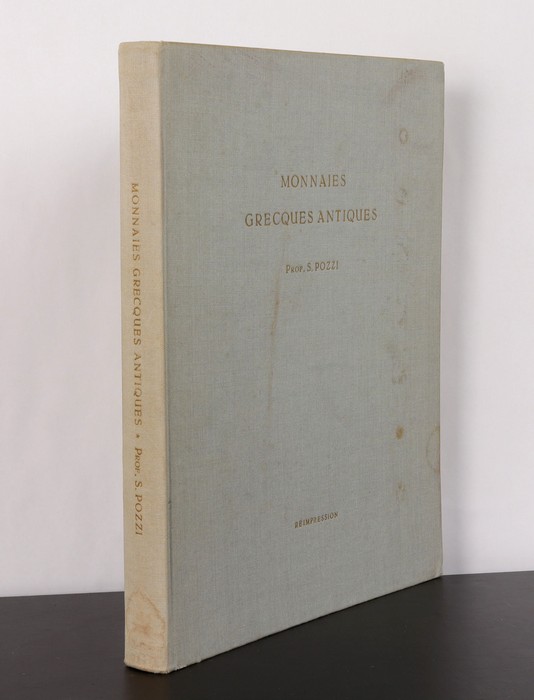 MONNAIES GRECQUES ANTIQUES * PROF. S. POZZI
MONNAIES
GRECQUES ANTIQUES
PROF. S. POZZI
RÉIMPRESSION